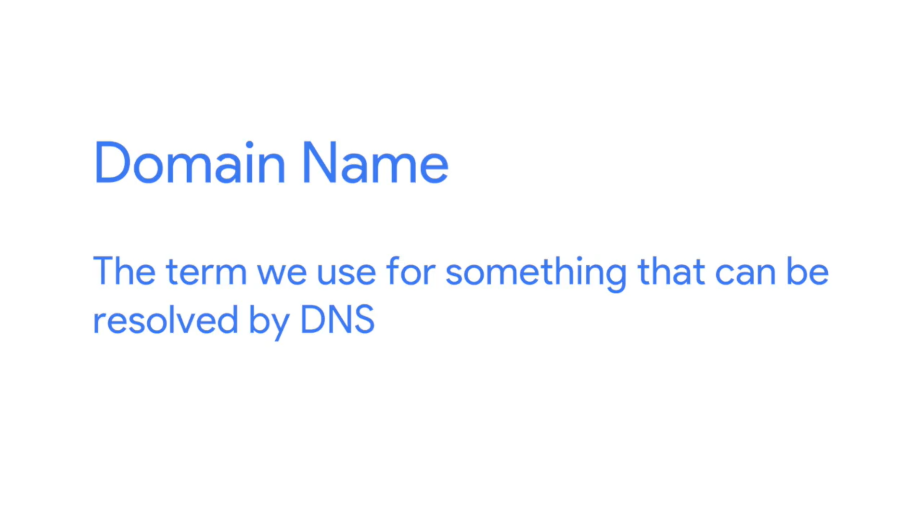 Domain Name
The term we use for something that can be
resolved by DNS